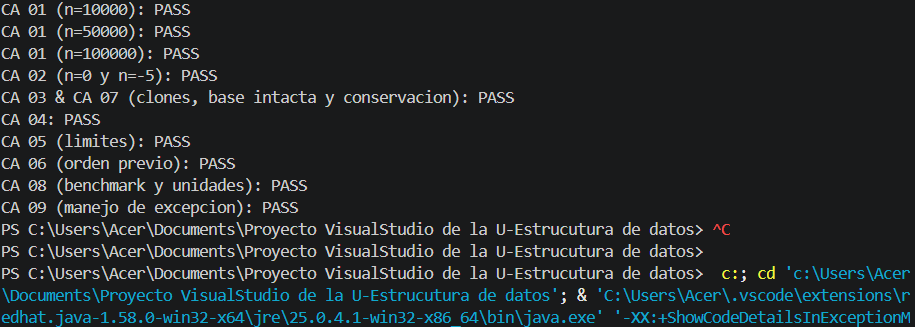 CA 01 (n=10000): PASS
CA 01 (n=50000): PASS
CA 01 (n=100000): PASS
CA 02 (n=0 y n=-5): PASS
CA 03 & CA 07 (clones, base intacta y conservacion): PASS
CA 04: PASS
CA 05 (limites): PASS
CA 06 (orden previo): PASS
CA 08 (benchmark y unidades): PASS
CA 09 (manejo de excepcion): PASS
PS C:\Users\Acer\Documents\Proyecto VisualStudio de la U-Estrucutura de datos> ^C
PS C:\Users\Acer\Documents\Proyecto VisualStudio de la U-Estrucutura de datos>
PS C:\Users\Acer\Documents\Proyecto VisualStudio de la U-Estrucutura de datos>  c:; cd 'c:\Users\Acer
\Documents\Proyecto VisualStudio de la U-Estrucutura de datos'; & 'C:\Users\Acer\.vscode\extensions\r
edhat.java-1.58.0-win32-x64\jre\25.0.4.1-win32-x86_64\bin\java.exe' '-XX:+ShowCodeDetailsInExceptionM